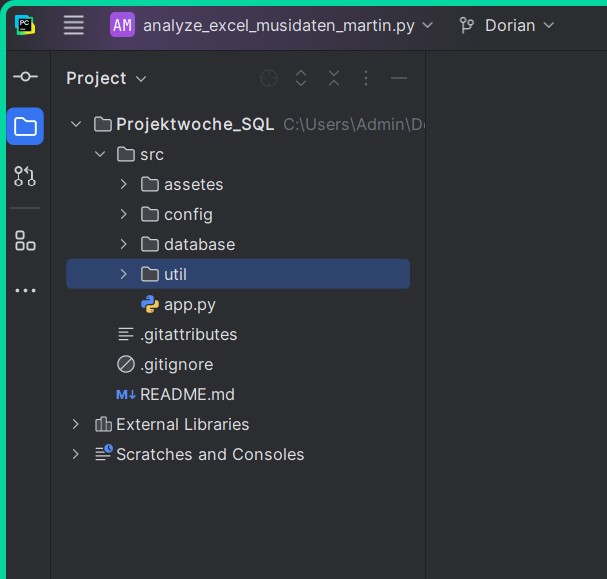 PC
AM analyze_excel_musidaten_martin.py Dorian
Project
Projektwoche_SQL C:\Users\Admin\D
src
assetes
config
database
util
app.py
.gitattributes
.gitignore
M↓ README.md
External Libraries
Scratches and Consoles